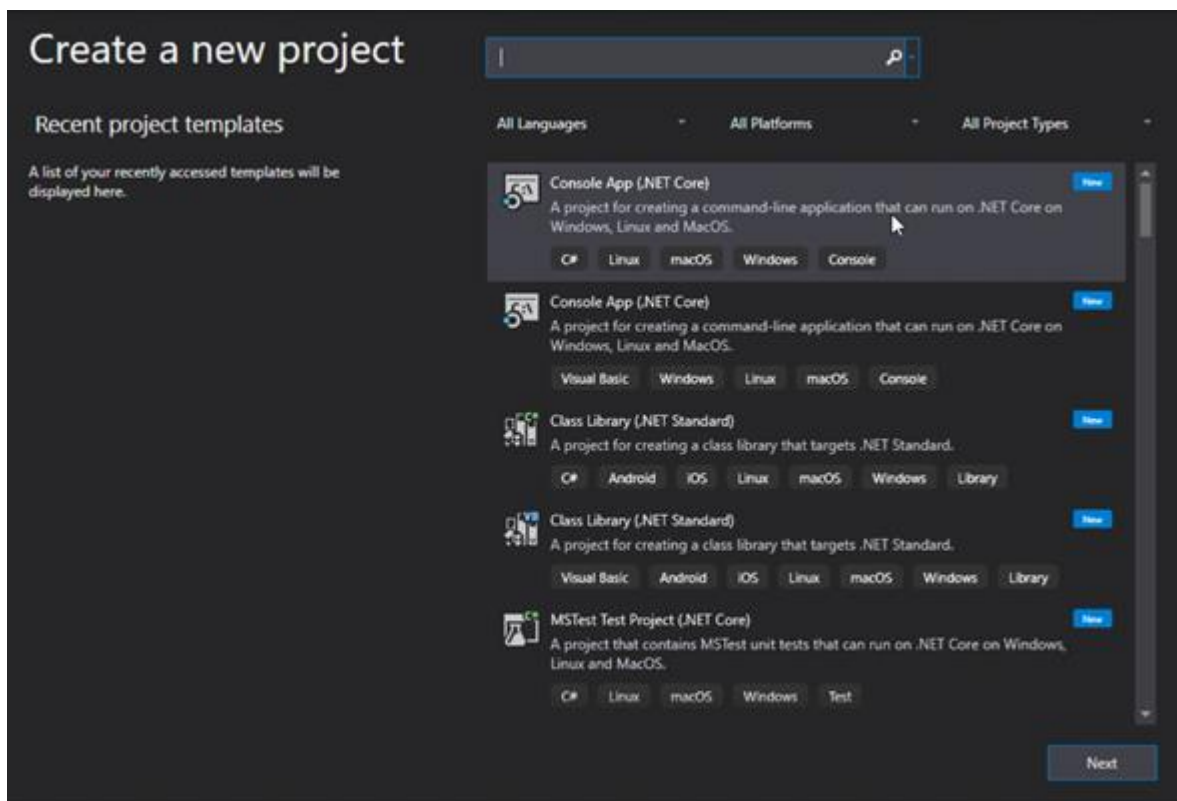 Create a new project
Recent project templates
A list of your recently accessed templates will be
displayed here.
All Languages All Platforms All Project Types
Console App (.NET Core) New
A project for creating a command-line application that can run on .NET Core on
Windows, Linux and MacOS.
C# Linux macOS Windows Console
Console App (.NET Core) New
A project for creating a command-line application that can run on .NET Core on
Windows, Linux and MacOS.
Visual Basic Windows Linux macOS Console
Class Library (.NET Standard) New
A project for creating a class library that targets .NET Standard.
C# Android iOS Linux macOS Windows Library
Class Library (.NET Standard) New
A project for creating a class library that targets .NET Standard.
Visual Basic Android iOS Linux macOS Windows Library
MSTest Test Project (.NET Core) New
A project that contains MSTest unit tests that can run on .NET Core on Windows,
Linux and MacOS.
C# Linux macOS Windows Test
Next